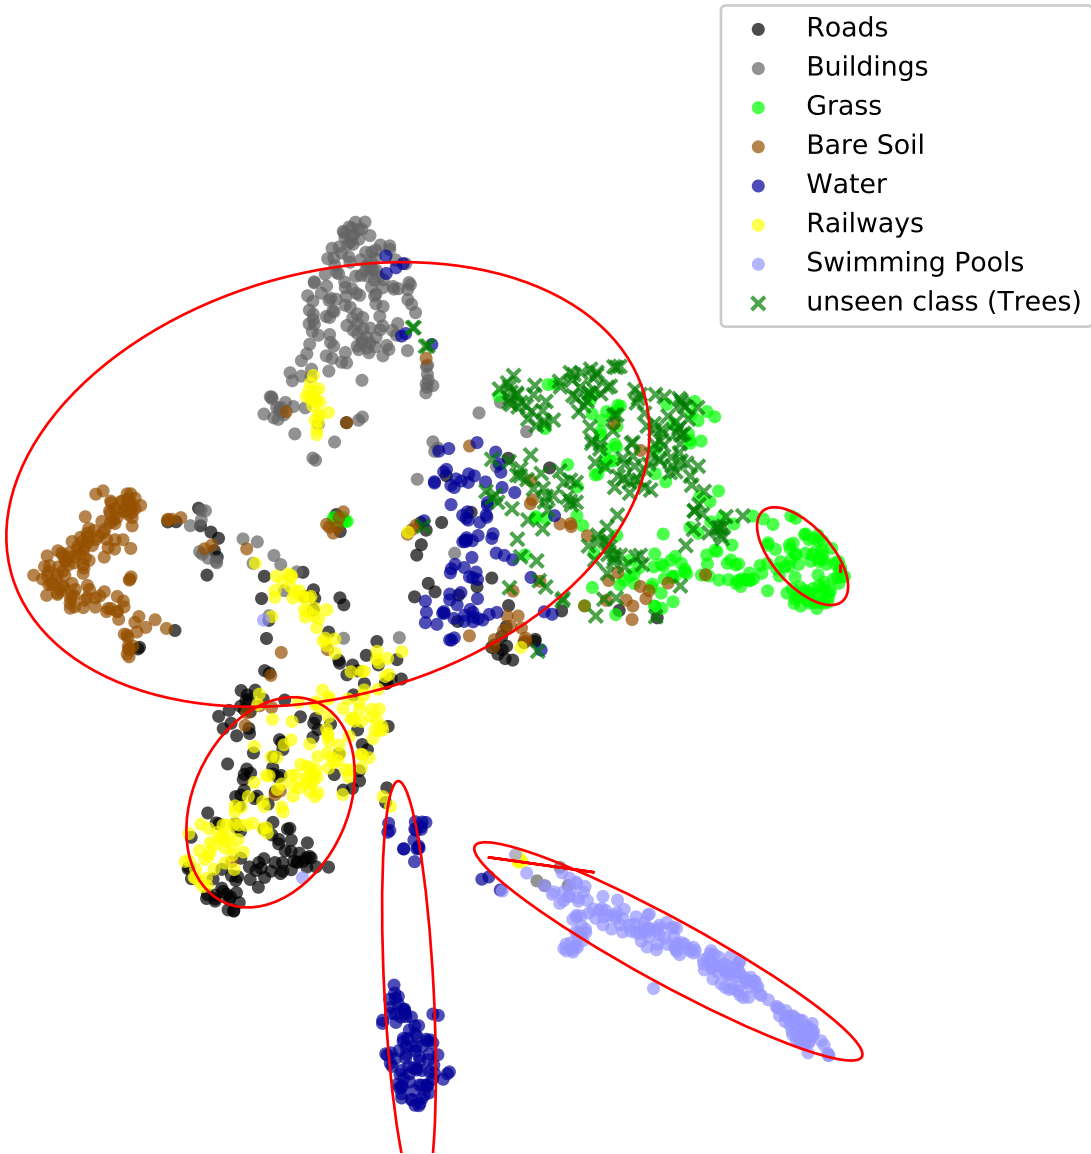 Roads
Buildings
Grass
Bare Soil
Water
Railways
Swimming Pools
unseen class (Trees)